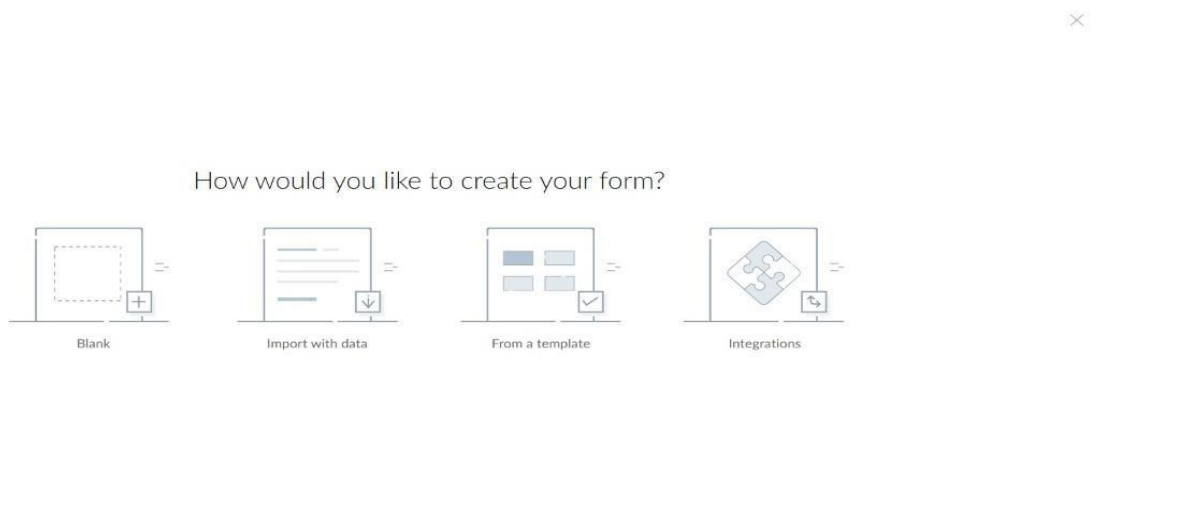 How would you like to create your form?
Blank
Import with data
From a template
Integrations